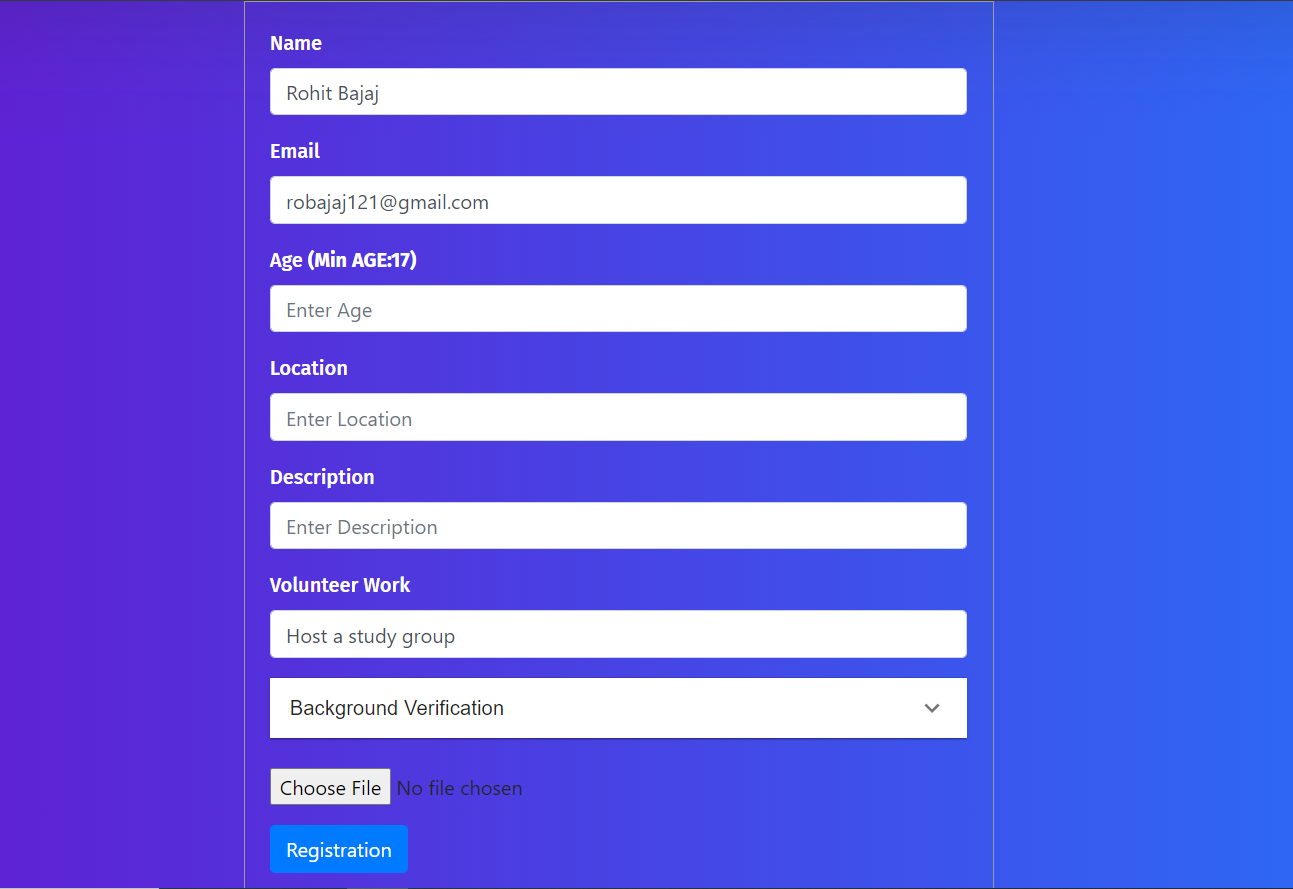 Name
Rohit Bajaj
Email
robajaj121@gmail.com
Age (Min AGE:17)
Enter Age
Location
Enter Location
Description
Enter Description
Volunteer Work
Host a study group
Background Verification
Choose File No file chosen
Registration